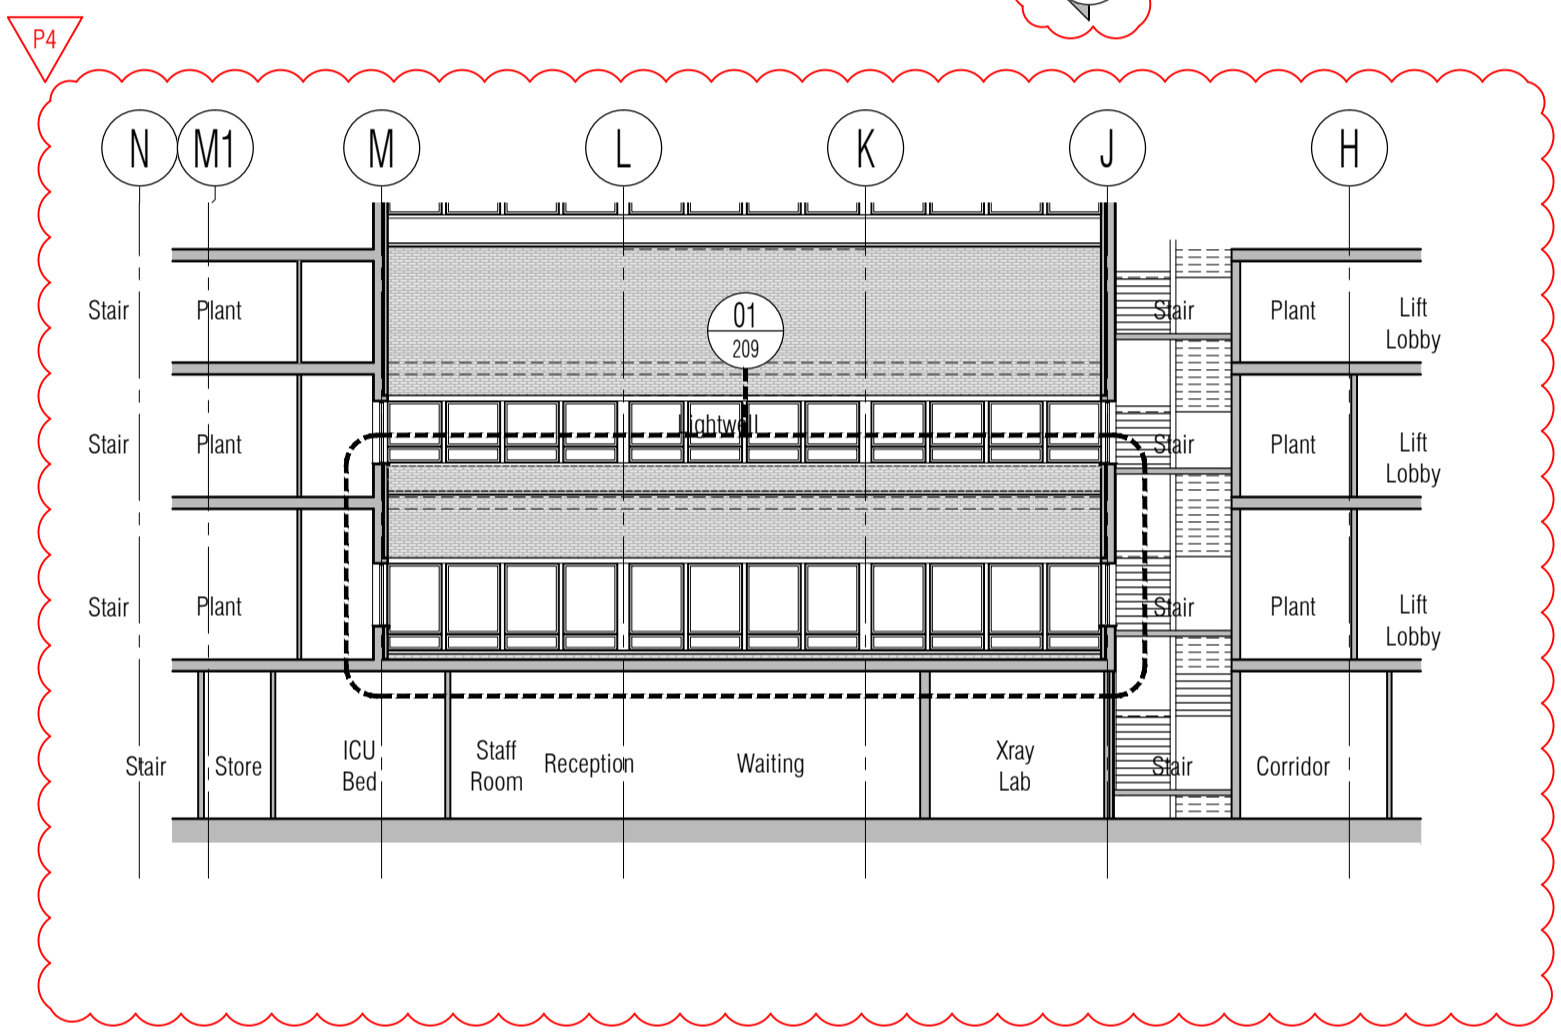 P4
N
M1
M
L
K
J
H
01
209
Stair
Plant
Stair
Plant
Lift
Lobby
Lightwell
Stair
Plant
Stair
Plant
Lift
Lobby
Stair
Plant
Stair
Plant
Lift
Lobby
Stair
Store
ICU
Bed
Staff
Room
Reception
Waiting
Xray
Lab
Stair
Corridor